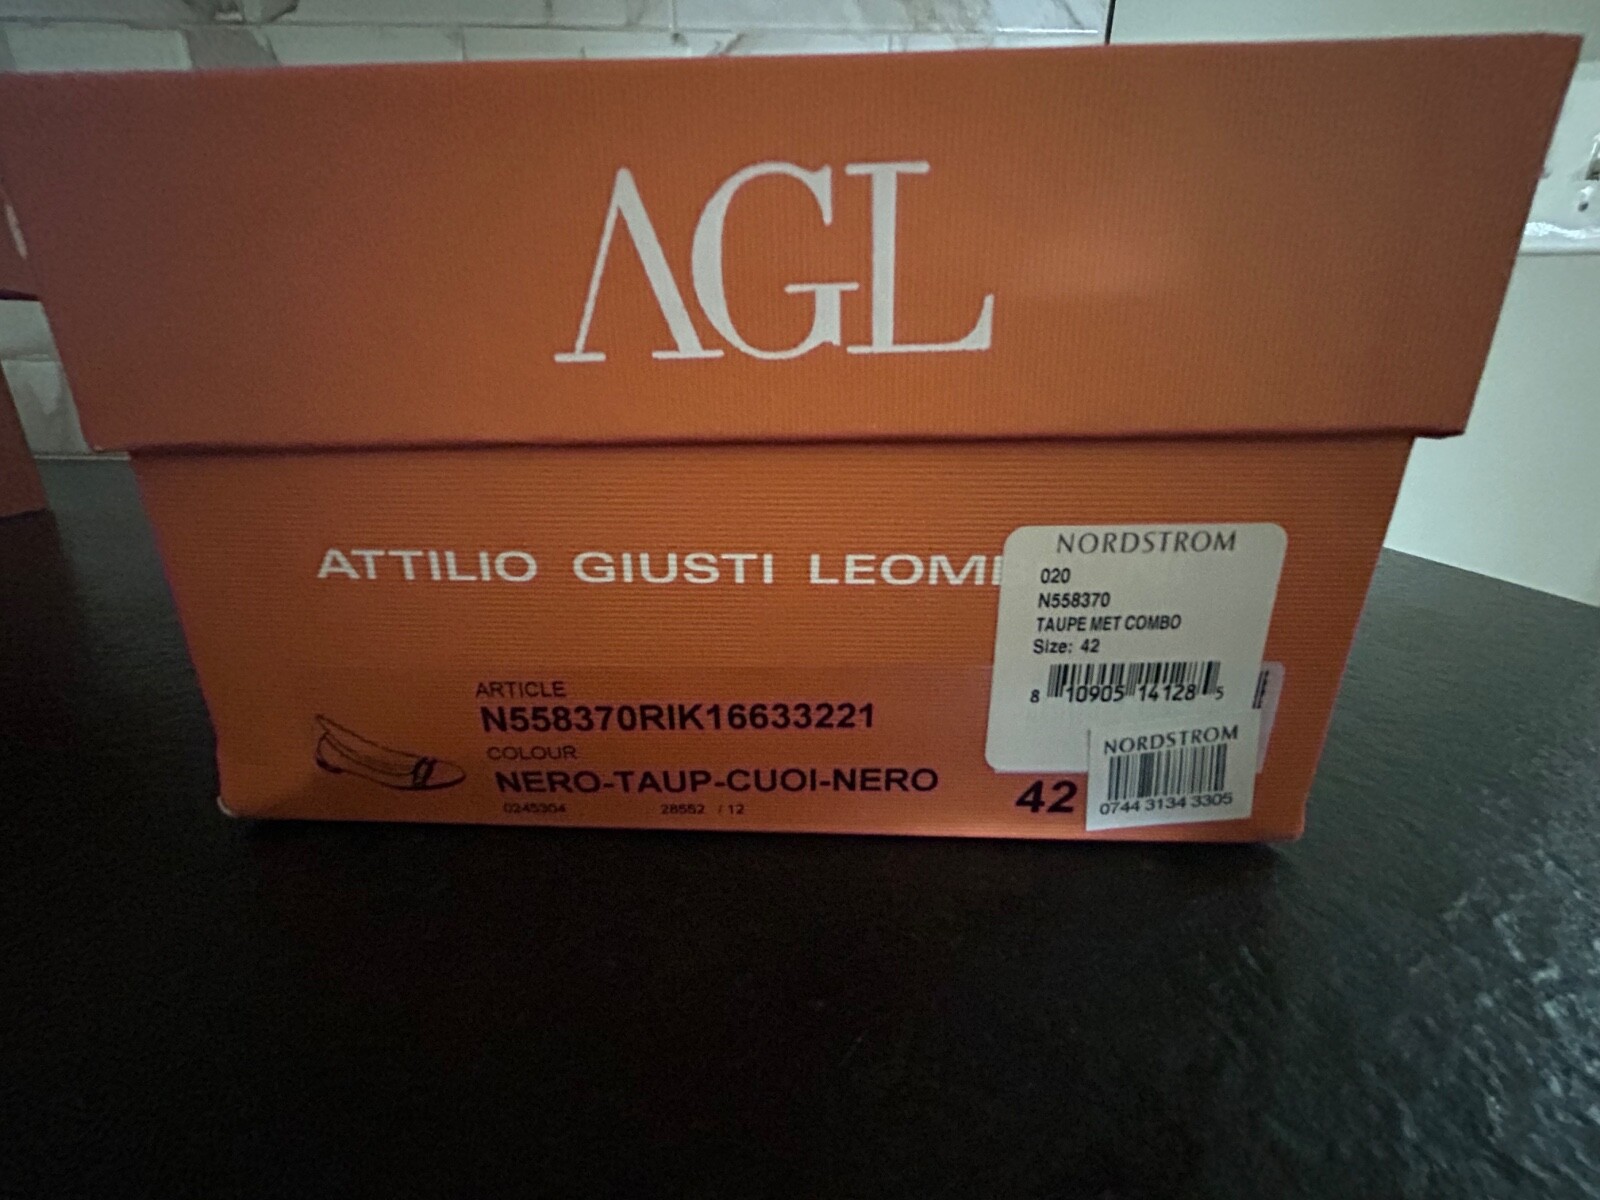 AGL
ATTILIO GIUSTI LEOM
NORDSTROM
020
N558370
TAUPE MET COMBO
Size: 42
8 10905 14128 5
ARTICLE
N558370RIK16633221
COLOUR
NERO-TAUP-CUOI-NERO
0245304 28552 / 12
42
NORDSTROM
0744 3134 3305